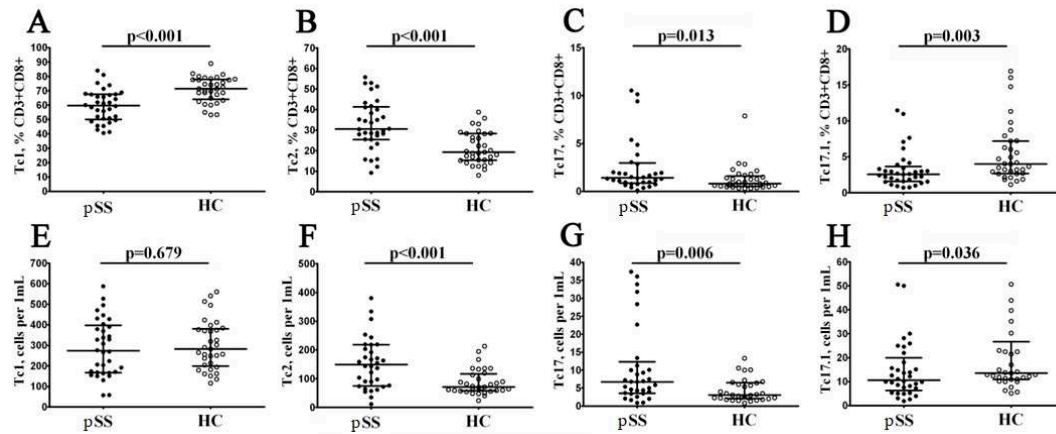 A
p<0.001
Tc1, % CD3+CD8+
100
90
80
70
60
50
40
30
20
10
0
pSS HC
B
p<0.001
Tc2, % CD3+CD8+
70
60
50
40
30
20
10
0
pSS HC
C
p=0.013
Tc17, % CD3+CD8+
15
10
5
0
pSS HC
D
p=0.003
Tc17.1, % CD3+CD8+
20
15
10
5
0
pSS HC
E
p=0.679
Tc1, cells per 1mL
700
600
500
400
300
200
100
0
pSS HC
F
p<0.001
Tc2, cells per 1mL
500
400
300
200
100
0
pSS HC
G
p=0.006
Tc17, cells per 1mL
40
35
30
25
20
15
10
5
0
pSS HC
H
p=0.036
Tc17.1, cells per 1mL
60
50
40
30
20
10
0
pSS HC